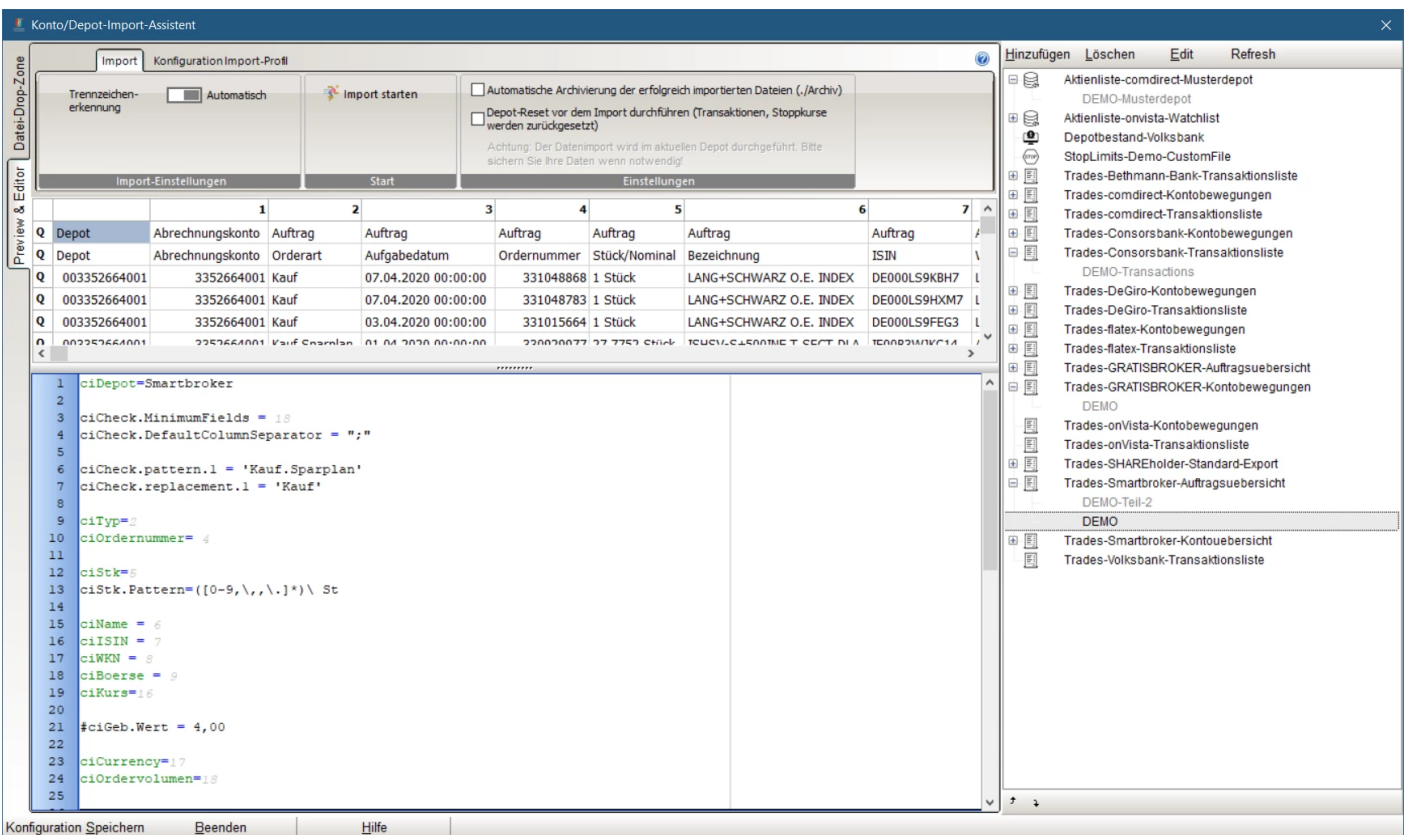 Konto/Depot-Import-Assistent
Datei-Drop-Zone
Preview & Editor
Import Konfiguration Import-Profil
Trennzeichen-
erkennung
Automatisch
Import starten
Automatische Archivierung der erfolgreich importierten Dateien (./Archiv)
Depot-Reset vor dem Import durchführen (Transaktionen, Stoppkurse
werden zurückgesetzt)
Achtung: Der Datenimport wird im aktuellen Depot durchgeführt. Bitte
sichern Sie Ihre Daten wenn notwendig!
Import-Einstellungen Start Einstellungen
1 2 3 4 5 6 7
Q Depot Abrechnungskonto Auftrag Auftrag Auftrag Auftrag Auftrag Auftrag
Q Depot Abrechnungskonto Orderart Aufgabedatum Ordernummer Stück/Nominal Bezeichnung ISIN
Q 003352664001 3352664001 Kauf 07.04.2020 00:00:00 331048868 1 Stück LANG+SCHWARZ O.E. INDEX DE000LS9KBH7
Q 003352664001 3352664001 Kauf 07.04.2020 00:00:00 331048783 1 Stück LANG+SCHWARZ O.E. INDEX DE000LS9HXM7
Q 003352664001 3352664001 Kauf 03.04.2020 00:00:00 331015664 1 Stück LANG+SCHWARZ O.E. INDEX DE000LS9FEG3
Q 003352664001 3352664001 Kauf Sparplan 01.04.2020 00:00:00 27,7752 Stück
1 ciDepot=Smartbroker
2
3 ciCheck.MinimumFields = 18
4 ciCheck.DefaultColumnSeparator = ";"
5
6 ciCheck.pattern.1 = 'Kauf.Sparplan'
7 ciCheck.replacement.1 = 'Kauf'
8
9 ciTyp=2
10 ciOrdernummer= 4
11
12 ciStk=5
13 ciStk.Pattern=([0-9,\,,\.]*)\ St
14
15 ciName = 6
16 ciISIN = 7
17 ciWKN = 8
18 ciBoerse = 9
19 ciKurs=16
20
21 #ciGeb.Wert = 4,00
22
23 ciCurrency=17
24 ciOrdervolumen=18
25
Hinzufügen Löschen Edit Refresh
Aktienliste-comdirect-Musterdepot
DEMO-Musterdepot
Aktienliste-onvista-Watchlist
Depotbestand-Volksbank
STOP StopLimits-Demo-CustomFile
Trades-Bethmann-Bank-Transaktionsliste
Trades-comdirect-Kontobewegungen
Trades-comdirect-Transaktionsliste
Trades-Consorsbank-Kontobewegungen
Trades-Consorsbank-Transaktionsliste
DEMO-Transactions
Trades-DeGiro-Kontobewegungen
Trades-DeGiro-Transaktionsliste
Trades-flatex-Kontobewegungen
Trades-flatex-Transaktionsliste
Trades-GRATISBROKER-Auftragsuebersicht
Trades-GRATISBROKER-Kontobewegungen
DEMO
Trades-onVista-Kontobewegungen
Trades-onVista-Transaktionsliste
Trades-SHAREholder-Standard-Export
Trades-Smartbroker-Auftragsuebersicht
DEMO-Teil-2
DEMO
Trades-Smartbroker-Kontouebersicht
Trades-Volksbank-Transaktionsliste
Konfiguration Speichern Beenden Hilfe